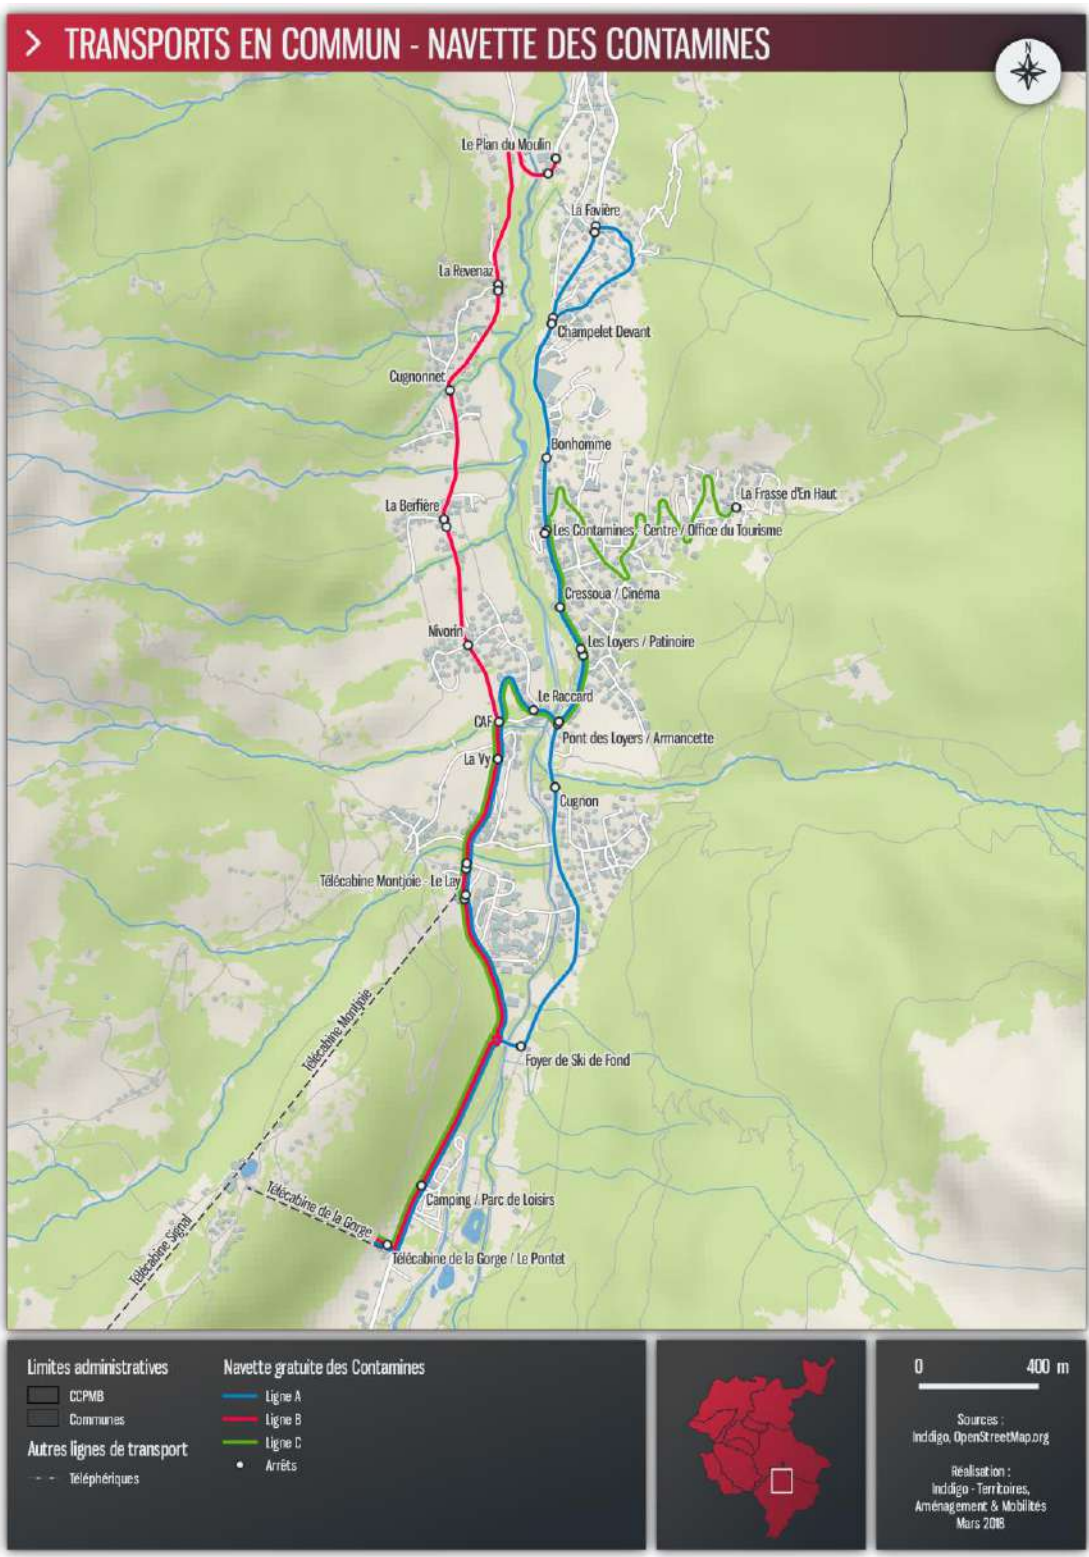 TRANSPORTS EN COMMUN - NAVETTE DES CONTAMINES
N
Le Plan du Moulin
La Favière
La Revenaz
Champelet Devant
Cugnonnet
Bonhomme
La Frasse d'En Haut
La Berfière
Les Contamines - Centre / Office du Tourisme
Cressoua / Cinéma
Nivorin
Les Loyers / Patinoire
Le Raccard
CAF
Pont des Loyers / Armancette
La Vy
Cugnon
Télécabine Montjoie - Le Lay
Télécabine Montjoie
Foyer de Ski de Fond
Télécabine de la Gorge
Camping / Parc de Loisirs
Télécabine Signal
Télécabine de la Gorge / Le Pontet
Limites administratives
CCPMB
Communes
Autres lignes de transport
Téléphériques
Navette gratuite des Contamines
Ligne A
Ligne B
Ligne C
Arrêts
0 400 m
Sources :
Inddigo, OpenStreetMap.org
Réalisation :
Inddigo - Territoires,
Aménagement & Mobilités
Mars 2018